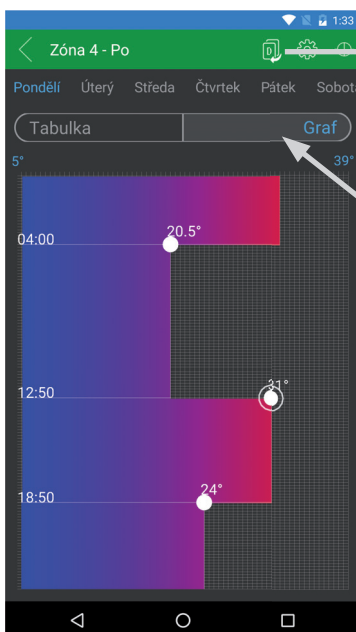 1:33
Zóna 4 - Po
Pondělí Úterý Středa Čtvrtek Pátek Sobota
Tabulka Graf
5° 39°
20.5°
04:00
31°
12:50
24°
18:50